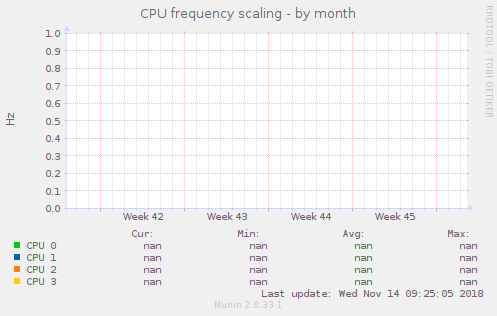 CPU frequency scaling - by month
RRDTOOL / TOBI OETIKER
Hz
1.0
0.9
0.8
0.7
0.6
0.5
0.4
0.3
0.2
0.1
0.0
Week 42 Week 43 Week 44 Week 45
Cur: Min: Avg: Max:
CPU 0 nan nan nan nan
CPU 1 nan nan nan nan
CPU 2 nan nan nan nan
CPU 3 nan nan nan nan
Last update: Wed Nov 14 09:25:05 2018
Munin 2.0.33-1